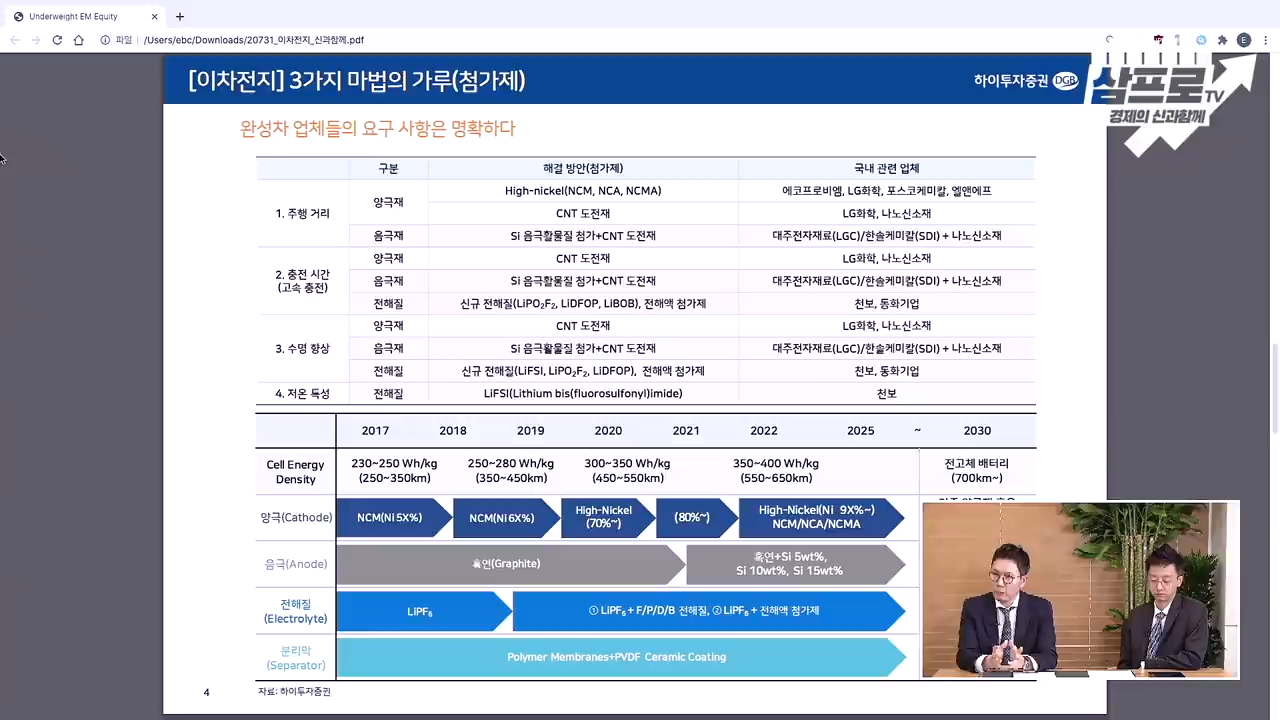 Underweight EM Equity
파일 /Users/ebc/Downloads/20731_이차전지_신과함께.pdf
E
[이차전지] 3가지 마법의 가루(첨가제)
하이투자증권 DGB
삼프로TV
경제의 신과함께
완성차 업체들의 요구 사항은 명확하다
구분 해결 방안(첨가제) 국내 관련 업체
1. 주행 거리 양극재 High-nickel(NCM, NCA, NCMA) 에코프로비엠, LG화학, 포스코케미칼, 엘앤에프
CNT 도전재 LG화학, 나노신소재
음극재 Si 음극활물질 첨가+CNT 도전재 대주전자재료(LGC)/한솔케미칼(SDI) + 나노신소재
2. 충전 시간
(고속 충전)
양극재 CNT 도전재 LG화학, 나노신소재
음극재 Si 음극활물질 첨가+CNT 도전재 대주전자재료(LGC)/한솔케미칼(SDI) + 나노신소재
전해질 신규 전해질(LiPO₂F₂, LiDFOP, LiBOB), 전해액 첨가제 천보, 동화기업
3. 수명 향상 양극재 CNT 도전재 LG화학, 나노신소재
음극재 Si 음극활물질 첨가+CNT 도전재 대주전자재료(LGC)/한솔케미칼(SDI) + 나노신소재
전해질 신규 전해질(LiFSI, LiPO₂F₂, LiDFOP), 전해액 첨가제 천보, 동화기업
4. 저온 특성 전해질 LiFSI(Lithium bis(fluorosulfonyl)imide) 천보
2017 2018 2019 2020 2021 2022 2025 ~ 2030
Cell Energy
Density
230~250 Wh/kg
(250~350km)
250~280 Wh/kg
(350~450km)
300~350 Wh/kg
(450~550km)
350~400 Wh/kg
(550~650km)
전고체 배터리
(700km~)
양극(Cathode) NCM(Ni 5X%) NCM(Ni 6X%)
High-Nickel
(70%~)
(80%~)
High-Nickel(Ni 9X%~)
NCM/NCA/NCMA
음극(Anode) 흑연(Graphite)
흑연+Si 5wt%,
Si 10wt%, Si 15wt%
전해질
(Electrolyte)
LiPF₆ ① LiPF₆ + F/P/D/B 전해질, ② LiPF₆ + 전해액 첨가제
분리막
(Separator)
Polymer Membranes+PVDF Ceramic Coating
4 자료: 하이투자증권